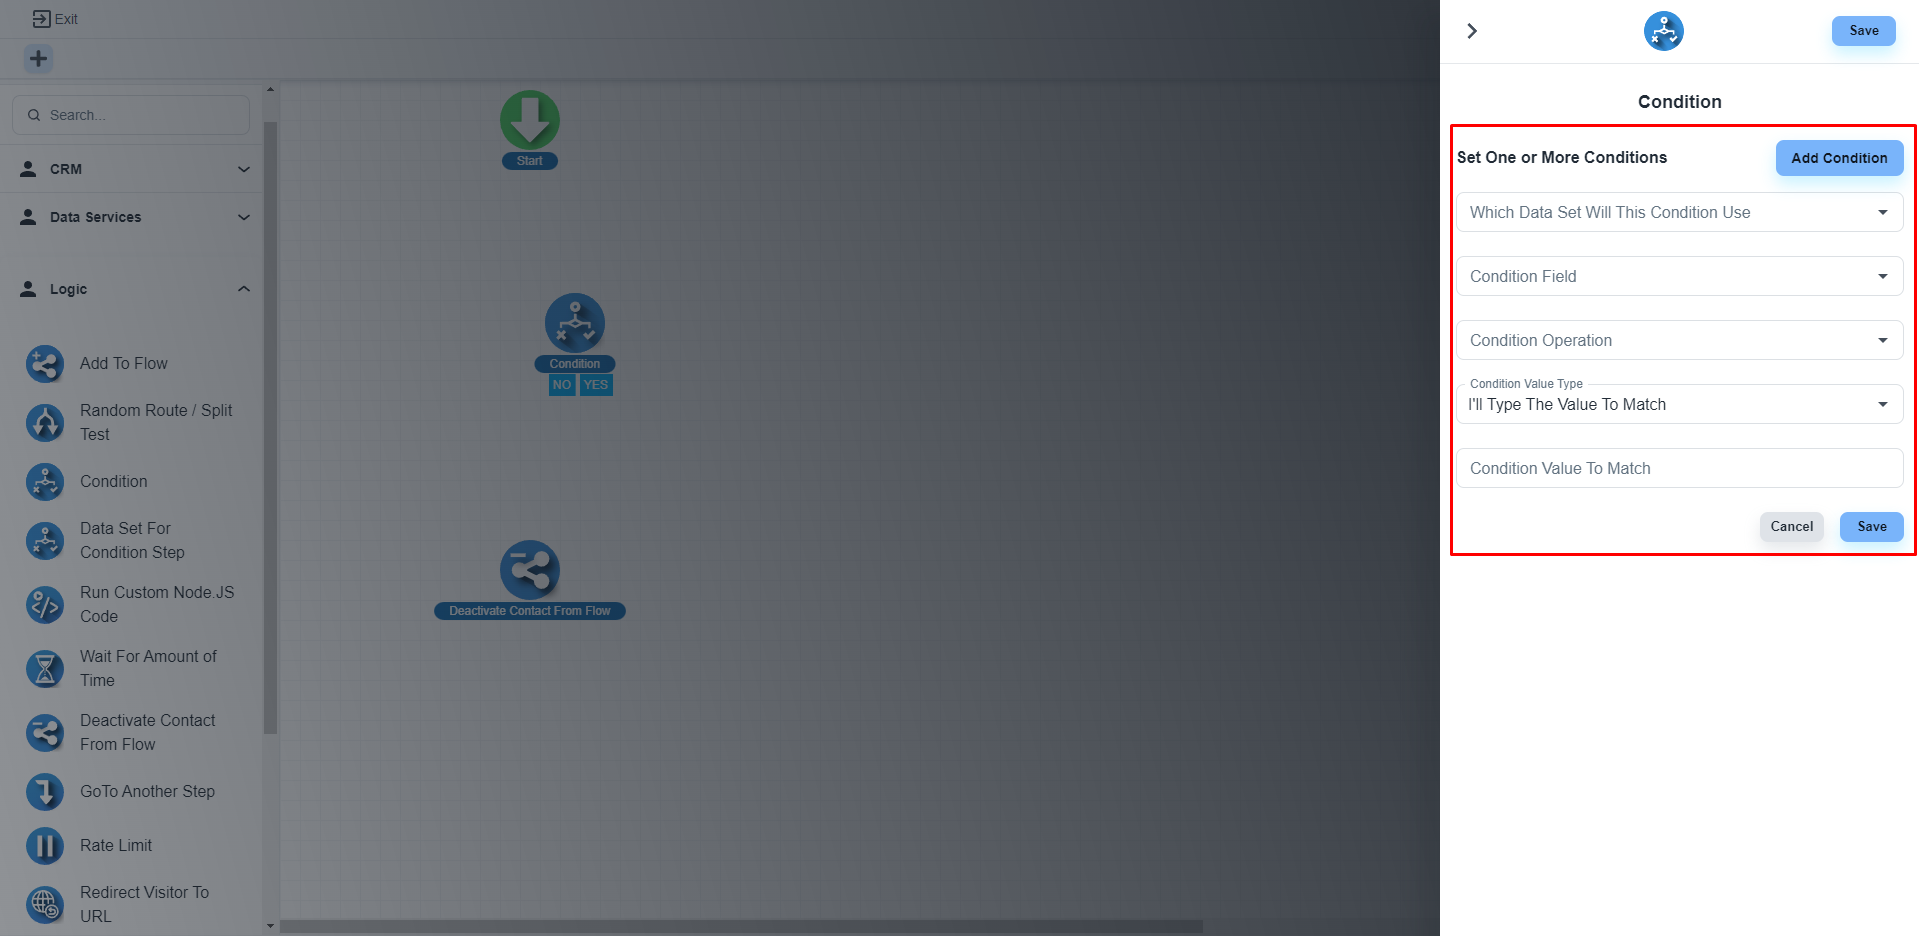 Exit
Search...
CRM
Data Services
Logic
Add To Flow
Random Route / Split
Test
Condition
Data Set For
Condition Step
Run Custom Node.JS
Code
Wait For Amount of
Time
Deactivate Contact
From Flow
GoTo Another Step
Rate Limit
Redirect Visitor To
URL
Start
Condition
NO YES
Deactivate Contact From Flow
Save
Condition
Set One or More Conditions
Add Condition
Which Data Set Will This Condition Use
Condition Field
Condition Operation
Condition Value Type
I'll Type The Value To Match
Condition Value To Match
Cancel Save